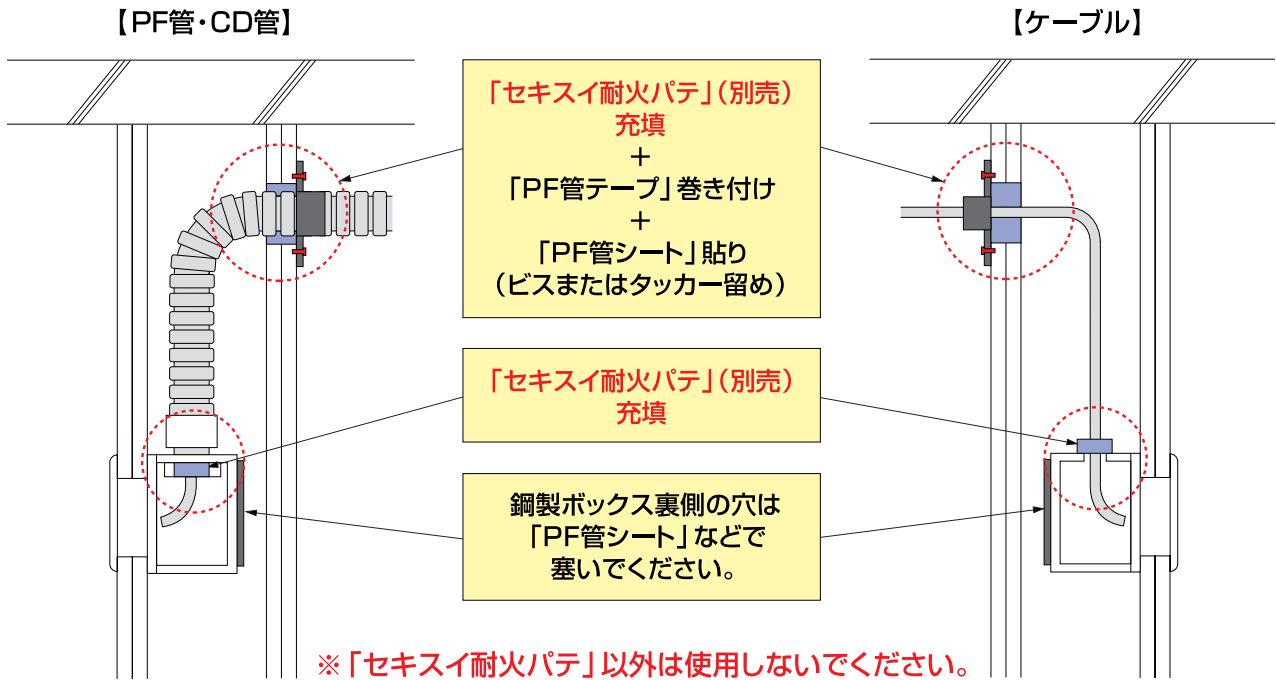 【PF管・CD管】
【ケーブル】
「セキスイ耐火パテ」（別売）
充填
＋
「PF管テープ」巻き付け
＋
「PF管シート」貼り
（ビスまたはタッカー留め）
「セキスイ耐火パテ」（別売）
充填
鋼製ボックス裏側の穴は
「PF管シート」などで
塞いでください。
※「セキスイ耐火パテ」以外は使用しないでください。